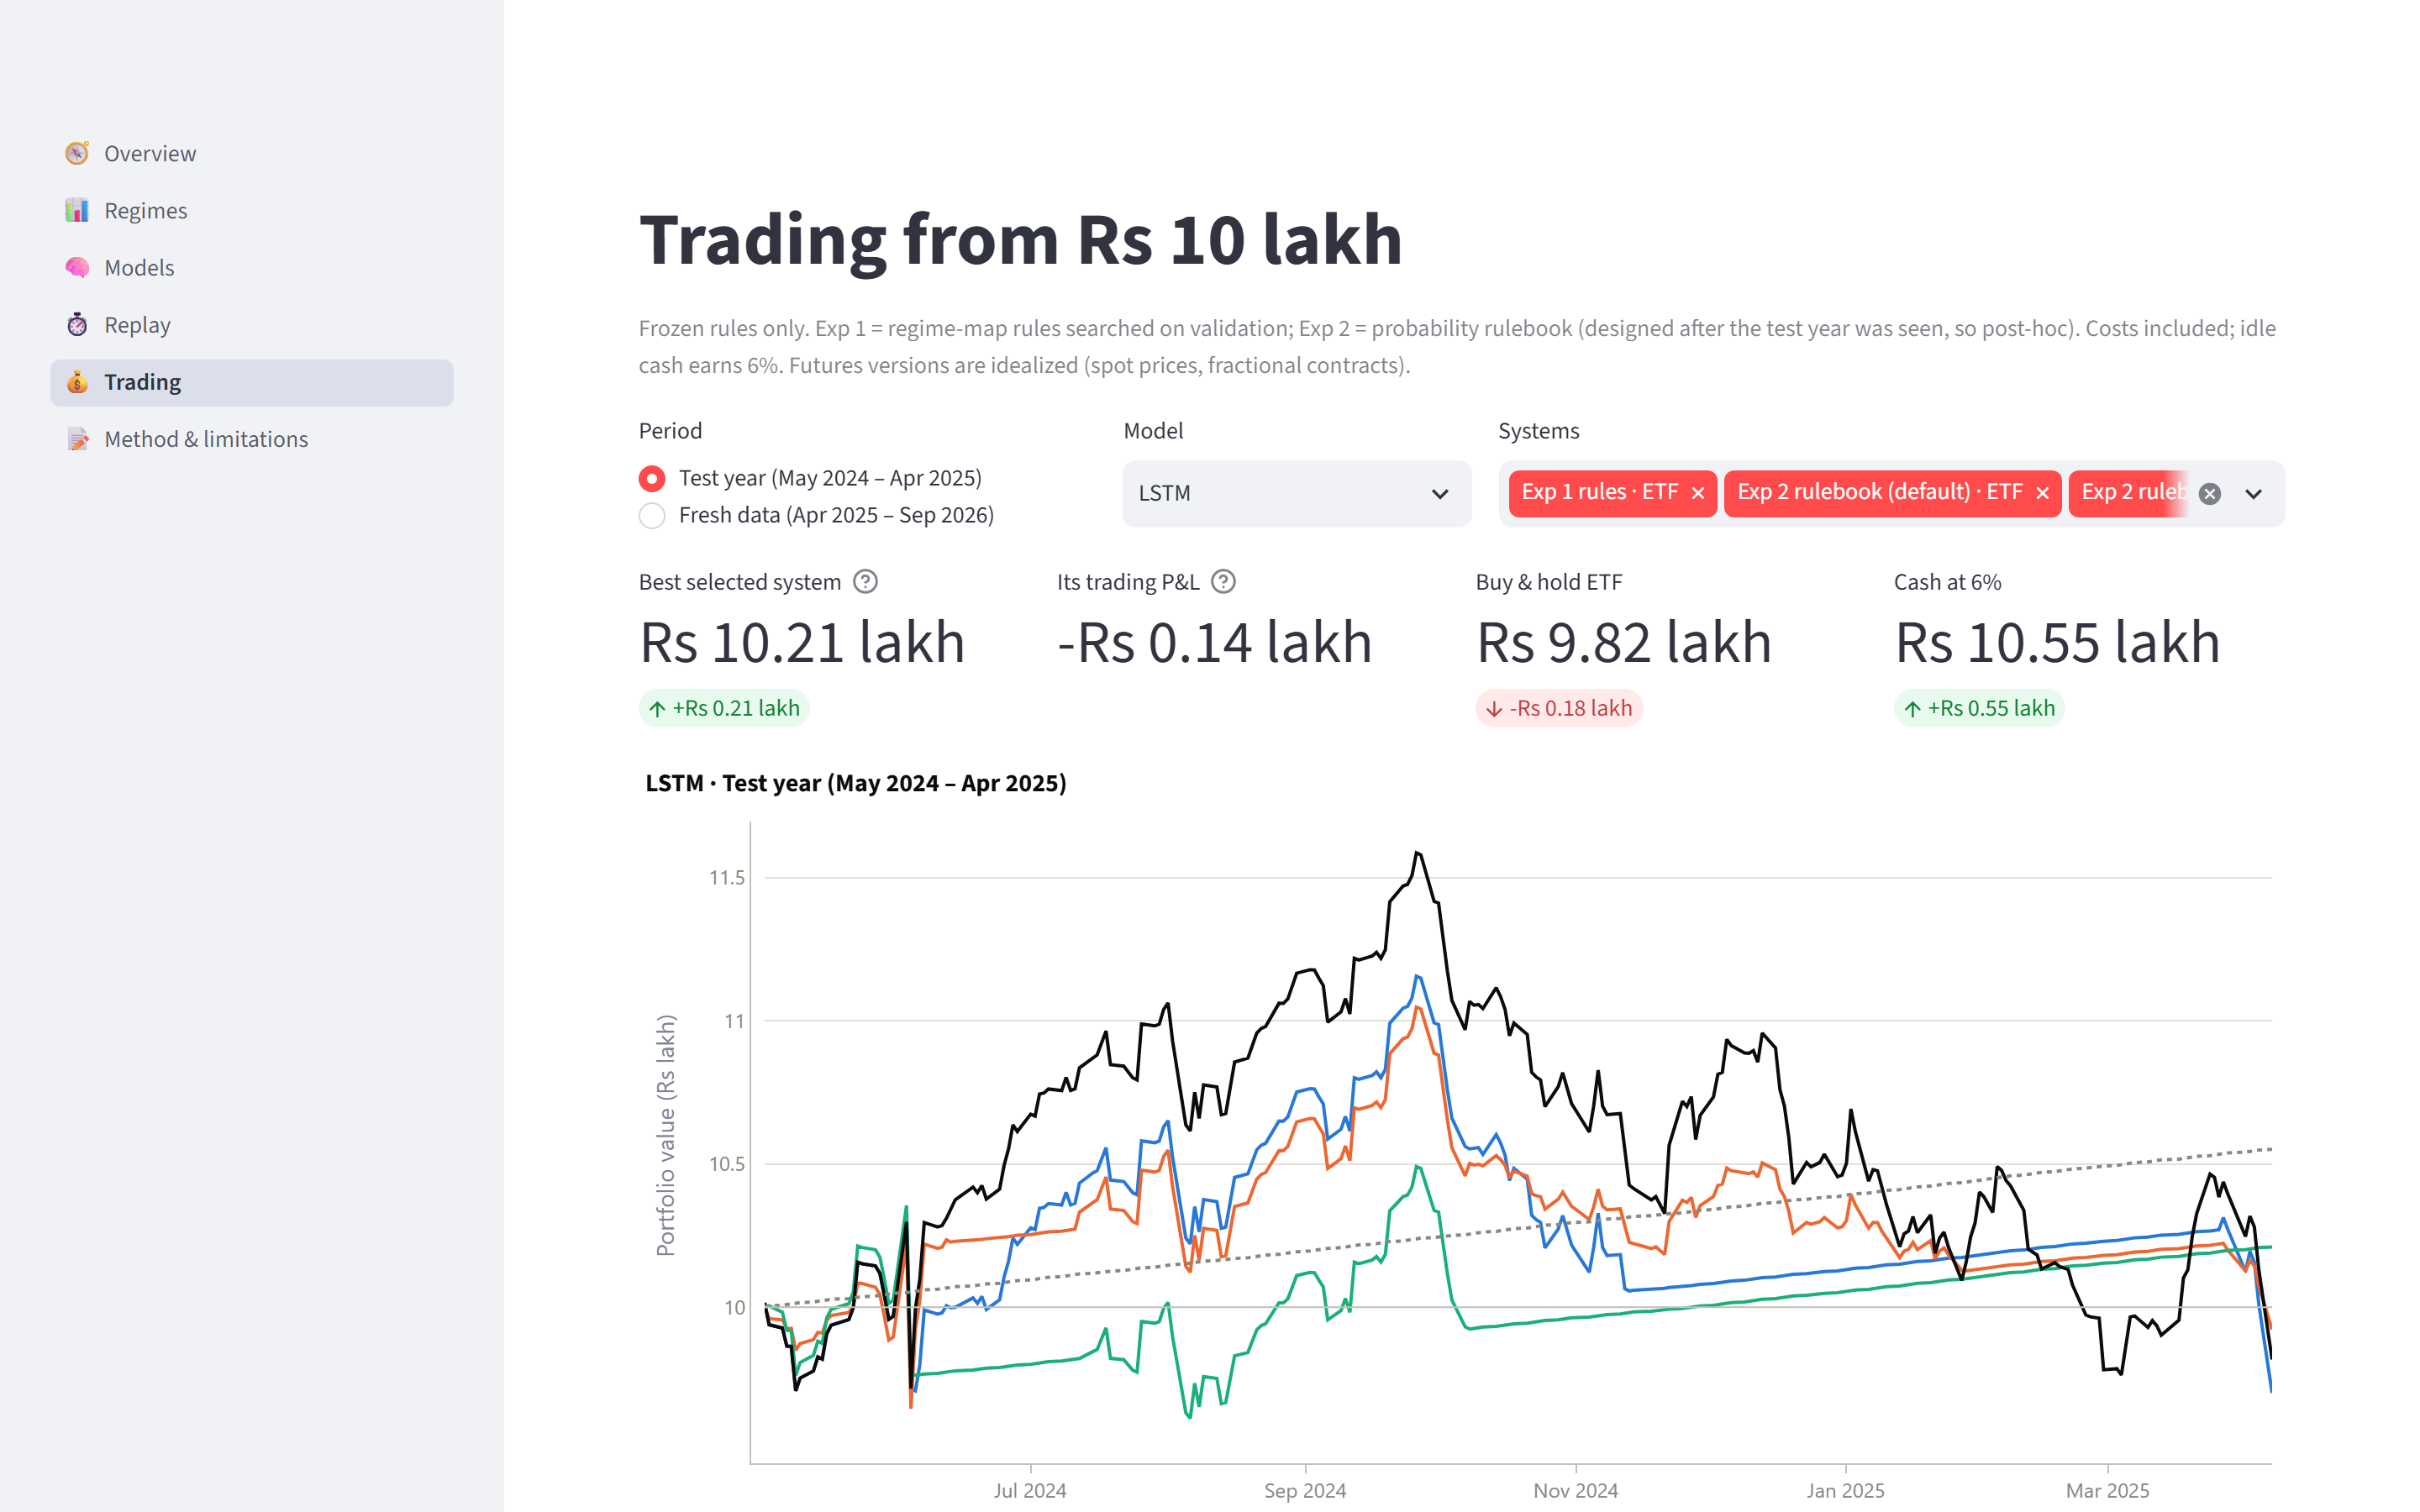 Overview
Regimes
Models
Replay
Trading
Method & limitations
Trading from Rs 10 lakh
Frozen rules only. Exp 1 = regime-map rules searched on validation; Exp 2 = probability rulebook (designed after the test year was seen, so post-hoc). Costs included; idle
cash earns 6%. Futures versions are idealized (spot prices, fractional contracts).
Period
Model
Systems
Test year (May 2024 – Apr 2025)
Fresh data (Apr 2025 – Sep 2026)
LSTM
Exp 1 rules · ETF
Exp 2 rulebook (default) · ETF
Exp 2 ruleb
Best selected system
Its trading P&L
Buy & hold ETF
Cash at 6%
Rs 10.21 lakh
-Rs 0.14 lakh
Rs 9.82 lakh
Rs 10.55 lakh
+Rs 0.21 lakh
-Rs 0.18 lakh
+Rs 0.55 lakh
LSTM · Test year (May 2024 – Apr 2025)
Portfolio value (Rs lakh)
11.5
11
10.5
10
Jul 2024
Sep 2024
Nov 2024
Jan 2025
Mar 2025